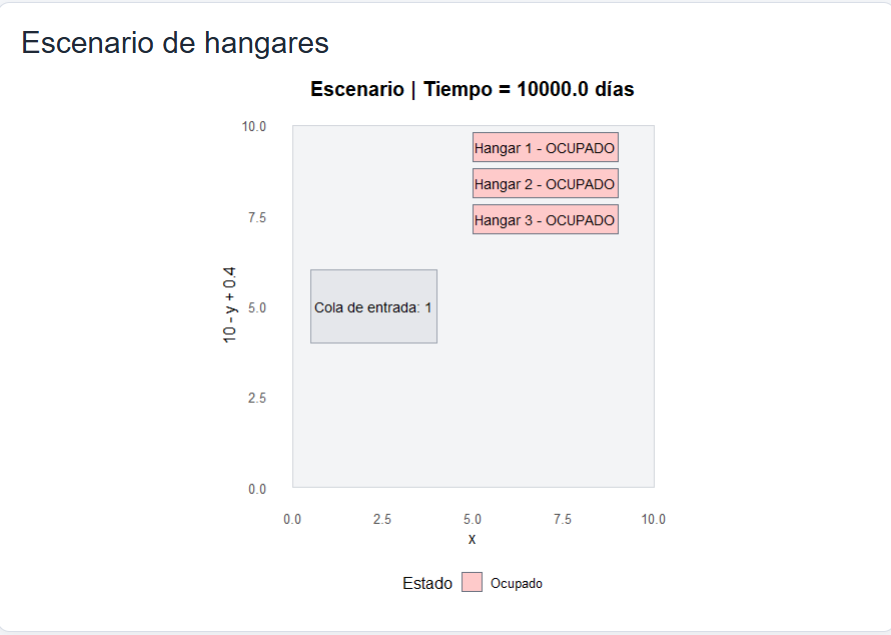 Escenario de hangares
Escenario | Tiempo = 10000.0 días
10.0
Hangar 1 - OCUPADO
Hangar 2 - OCUPADO
Hangar 3 - OCUPADO
7.5
10 - y + 0.4
5.0
Cola de entrada: 1
2.5
0.0
0.0 2.5 5.0 7.5 10.0
x
Estado Ocupado